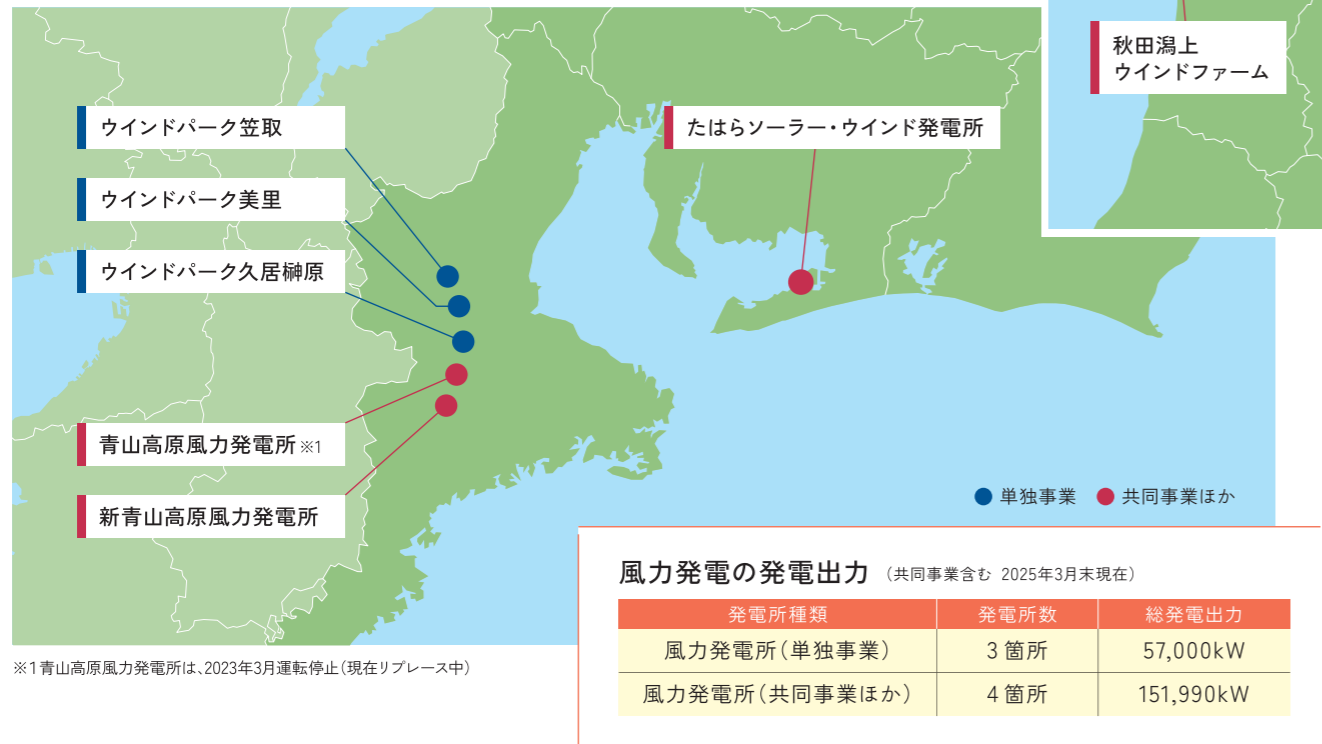 秋田潟上
ウインドファーム
ウインドパーク笠取
たはらソーラー・ウインド発電所
ウインドパーク美里
ウインドパーク久居榊原
青山高原風力発電所※1
新青山高原風力発電所
単独事業 共同事業ほか
風力発電の発電出力 (共同事業含む 2025年3月末現在)
発電所種類 発電所数 総発電出力
風力発電所(単独事業) 3箇所 57,000kW
風力発電所(共同事業ほか) 4箇所 151,990kW
※1青山高原風力発電所は、2023年3月運転停止(現在リプレース中)